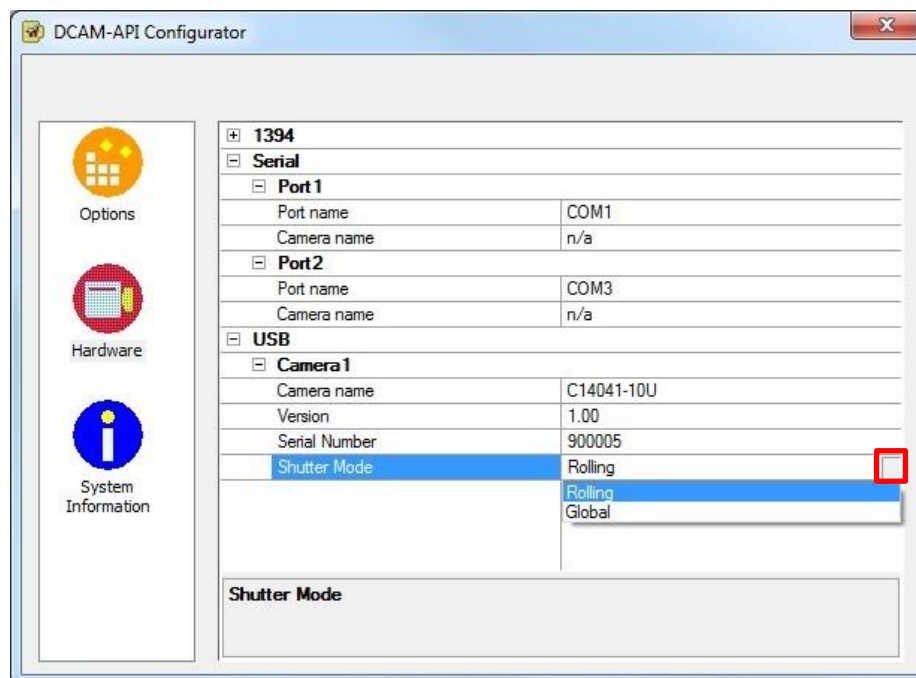 DCAM-API Configurator
Options
Hardware
System
Information
1394
Serial
Port1
Port name COM1
Camera name n/a
Port2
Port name COM3
Camera name n/a
USB
Camera1
Camera name C14041-10U
Version 1.00
Serial Number 900005
Shutter Mode Rolling
Rolling
Global
Shutter Mode